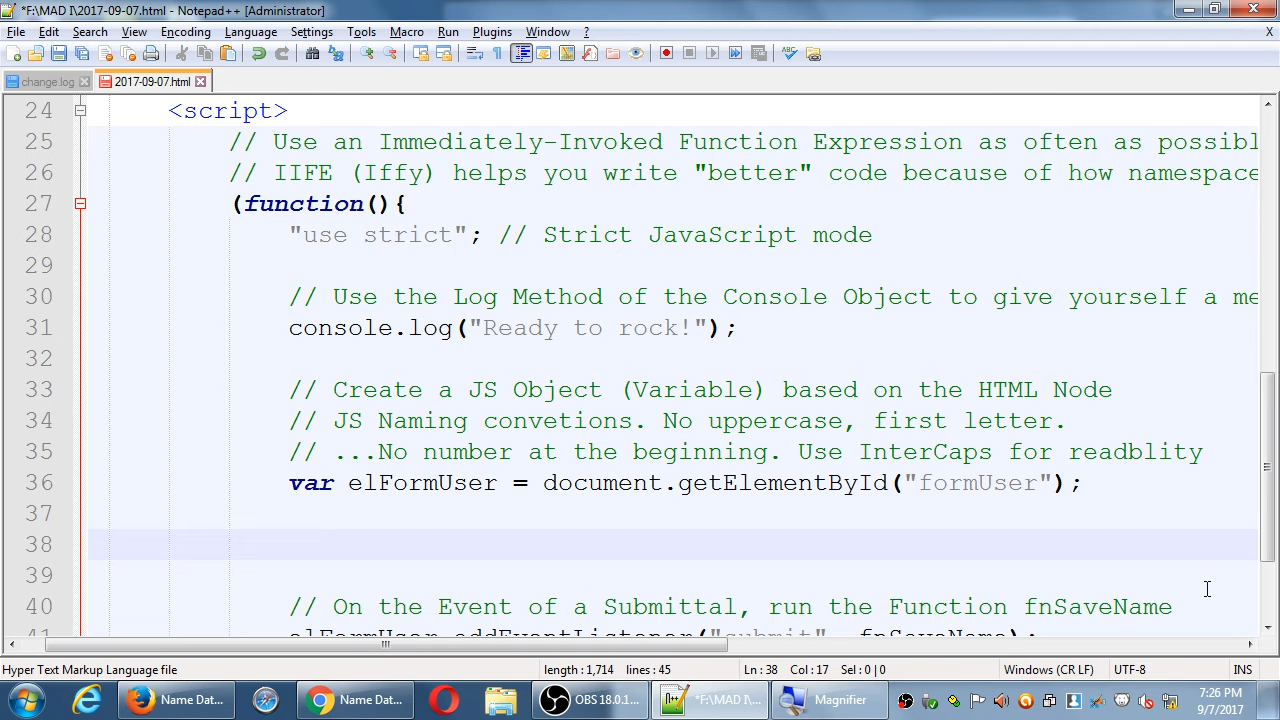 *F:\MAD I\2017-09-07.html - Notepad++ [Administrator]
File Edit Search View Encoding Language Settings Tools Macro Run Plugins Window ? X
change.log 2017-09-07.html
24 <script>
25 // Use an Immediately-Invoked Function Expression as often as possibl
26 // IIFE (Iffy) helps you write "better" code because of how namespace
27 (function(){
28 "use strict"; // Strict JavaScript mode
29
30 // Use the Log Method of the Console Object to give yourself a me
31 console.log("Ready to rock!");
32
33 // Create a JS Object (Variable) based on the HTML Node
34 // JS Naming convetions. No uppercase, first letter.
35 // ...No number at the beginning. Use InterCaps for readblity
36 var elFormUser = document.getElementById("formUser");
37
38
39
40 // On the Event of a Submittal, run the Function fnSaveName
41 elFormUser.addEventListener("submit", fnSaveName);
Hyper Text Markup Language file length : 1,714 lines : 45 Ln : 38 Col : 17 Sel : 0 | 0 Windows (CR LF) UTF-8 INS
Name Dat... Name Dat... OBS 18.0.1... *F:\MAD I\... Magnifier 7:26 PM
9/7/2017